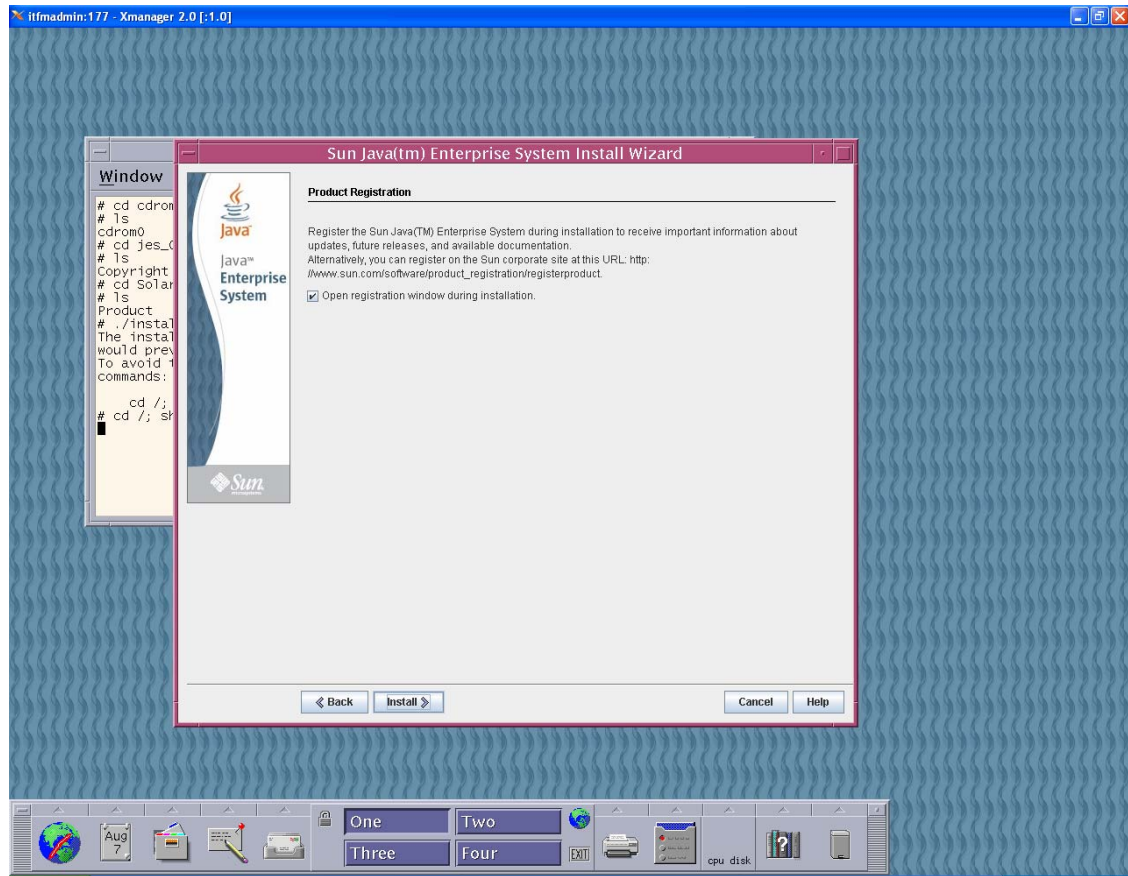 itfmadmin:177 - Xmanager 2.0 [:1.0]
Sun Java(tm) Enterprise System Install Wizard
Window
# cd cdrom
# ls
cdrom0
# cd jes_
# ls
Copyright
# cd Solar
# ls
Product
# ./instal
The instal
would prev
To avoid
commands:
cd /;
# cd /; sh
Java
Java™
Enterprise
System
Sun
microsystems
Product Registration
Register the Sun Java(TM) Enterprise System during installation to receive important information about
updates, future releases, and available documentation.
Alternatively, you can register on the Sun corporate site at this URL: http:
//www.sun.com/software/product_registration/registerproduct.
Open registration window during installation.
Back
Install
Cancel
Help
Aug
7
One
Two
Three
Four
EXIT
cpu disk